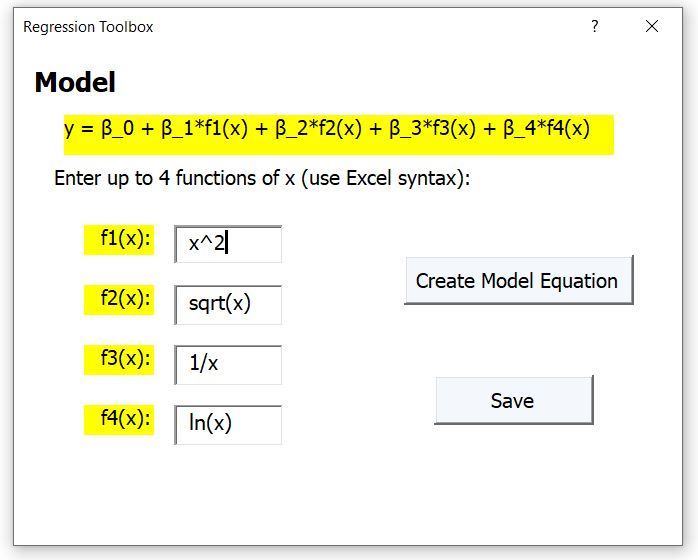 Regression Toolbox
?
Model
y = β_0 + β_1*f1(x) + β_2*f2(x) + β_3*f3(x) + β_4*f4(x)
Enter up to 4 functions of x (use Excel syntax):
f1(x): x^2
Create Model Equation
f2(x): sqrt(x)
f3(x): 1/x
Save
f4(x): ln(x)